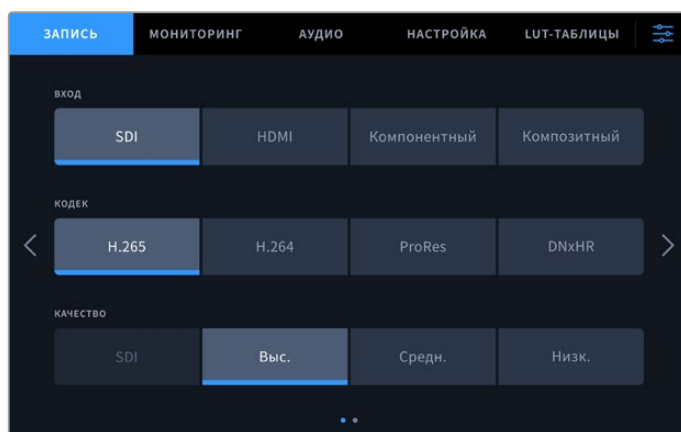 ЗАПИСЬ МОНИТОРИНГ АУДИО НАСТРОЙКА LUT-ТАБЛИЦЫ
ВХОД
SDI HDMI Компонентный Композитный
КОДЕК
H.265 H.264 ProRes DNxHR
КАЧЕСТВО
SDI Выс. Средн. Низк.